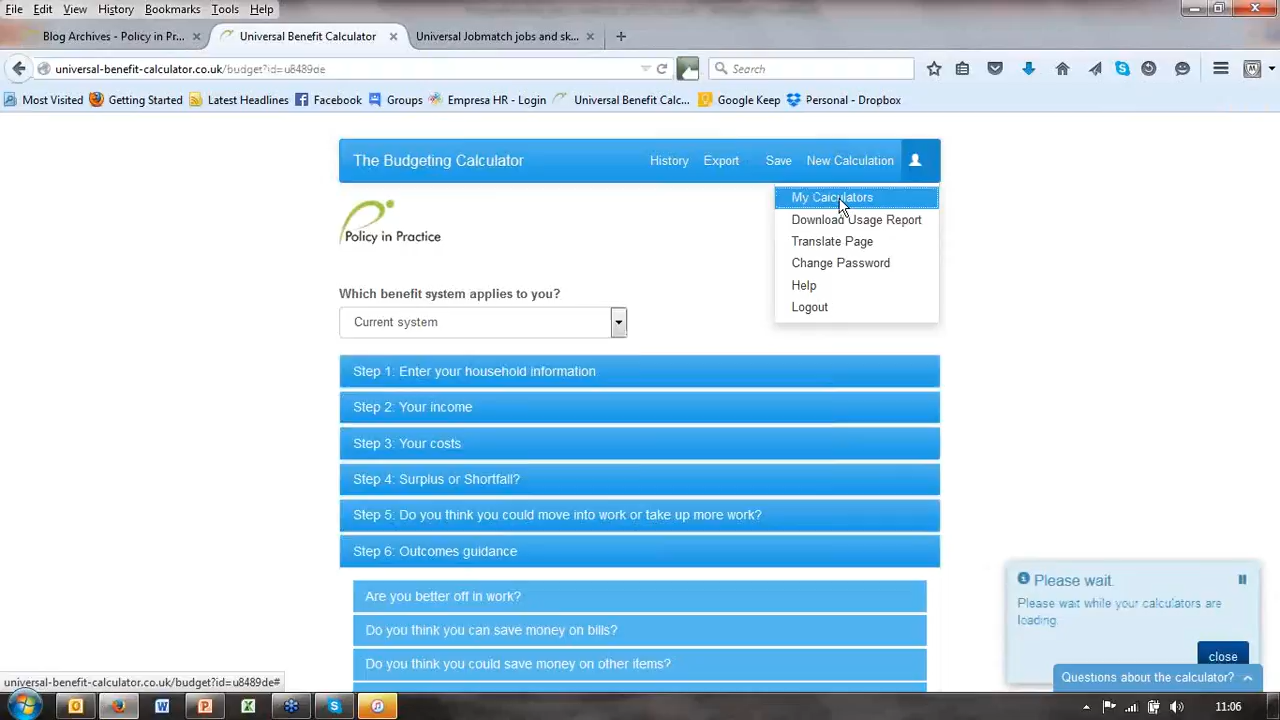 File Edit View History Bookmarks Tools Help
Blog Archives - Policy in Pr... × Universal Benefit Calculator × Universal Jobmatch jobs and sk... × +
universal-benefit-calculator.co.uk/budget?id=u8489de Search
Most Visited Getting Started Latest Headlines Facebook Groups Empresa HR - Login Universal Benefit Calc... Google Keep Personal - Dropbox
The Budgeting Calculator History Export Save New Calculation
My Calculators
Download Usage Report
Translate Page
Change Password
Help
Logout
Policy in Practice
Which benefit system applies to you?
Current system
Step 1: Enter your household information
Step 2: Your income
Step 3: Your costs
Step 4: Surplus or Shortfall?
Step 5: Do you think you could move into work or take up more work?
Step 6: Outcomes guidance
Are you better off in work?
Do you think you can save money on bills?
Do you think you could save money on other items?
Please wait.
Please wait while your calculators are
loading.
close
Questions about the calculator?
universal-benefit-calculator.co.uk/budget?id=u8489de#
11:06